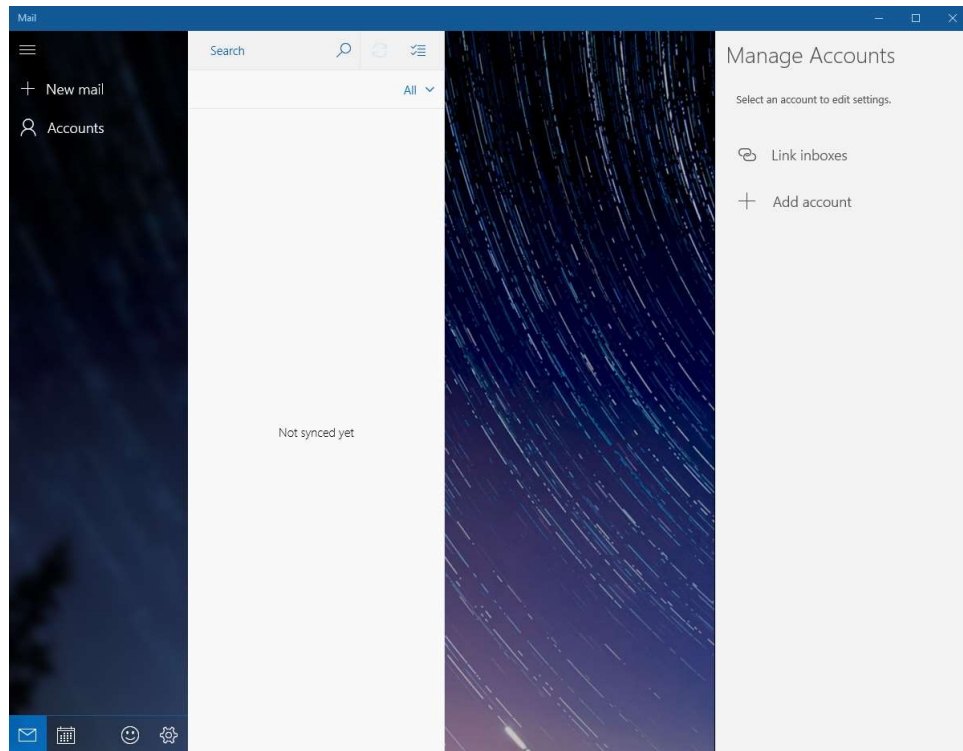 Mail
New mail
Accounts
Search
All
Not synced yet
Manage Accounts
Select an account to edit settings.
Link inboxes
Add account